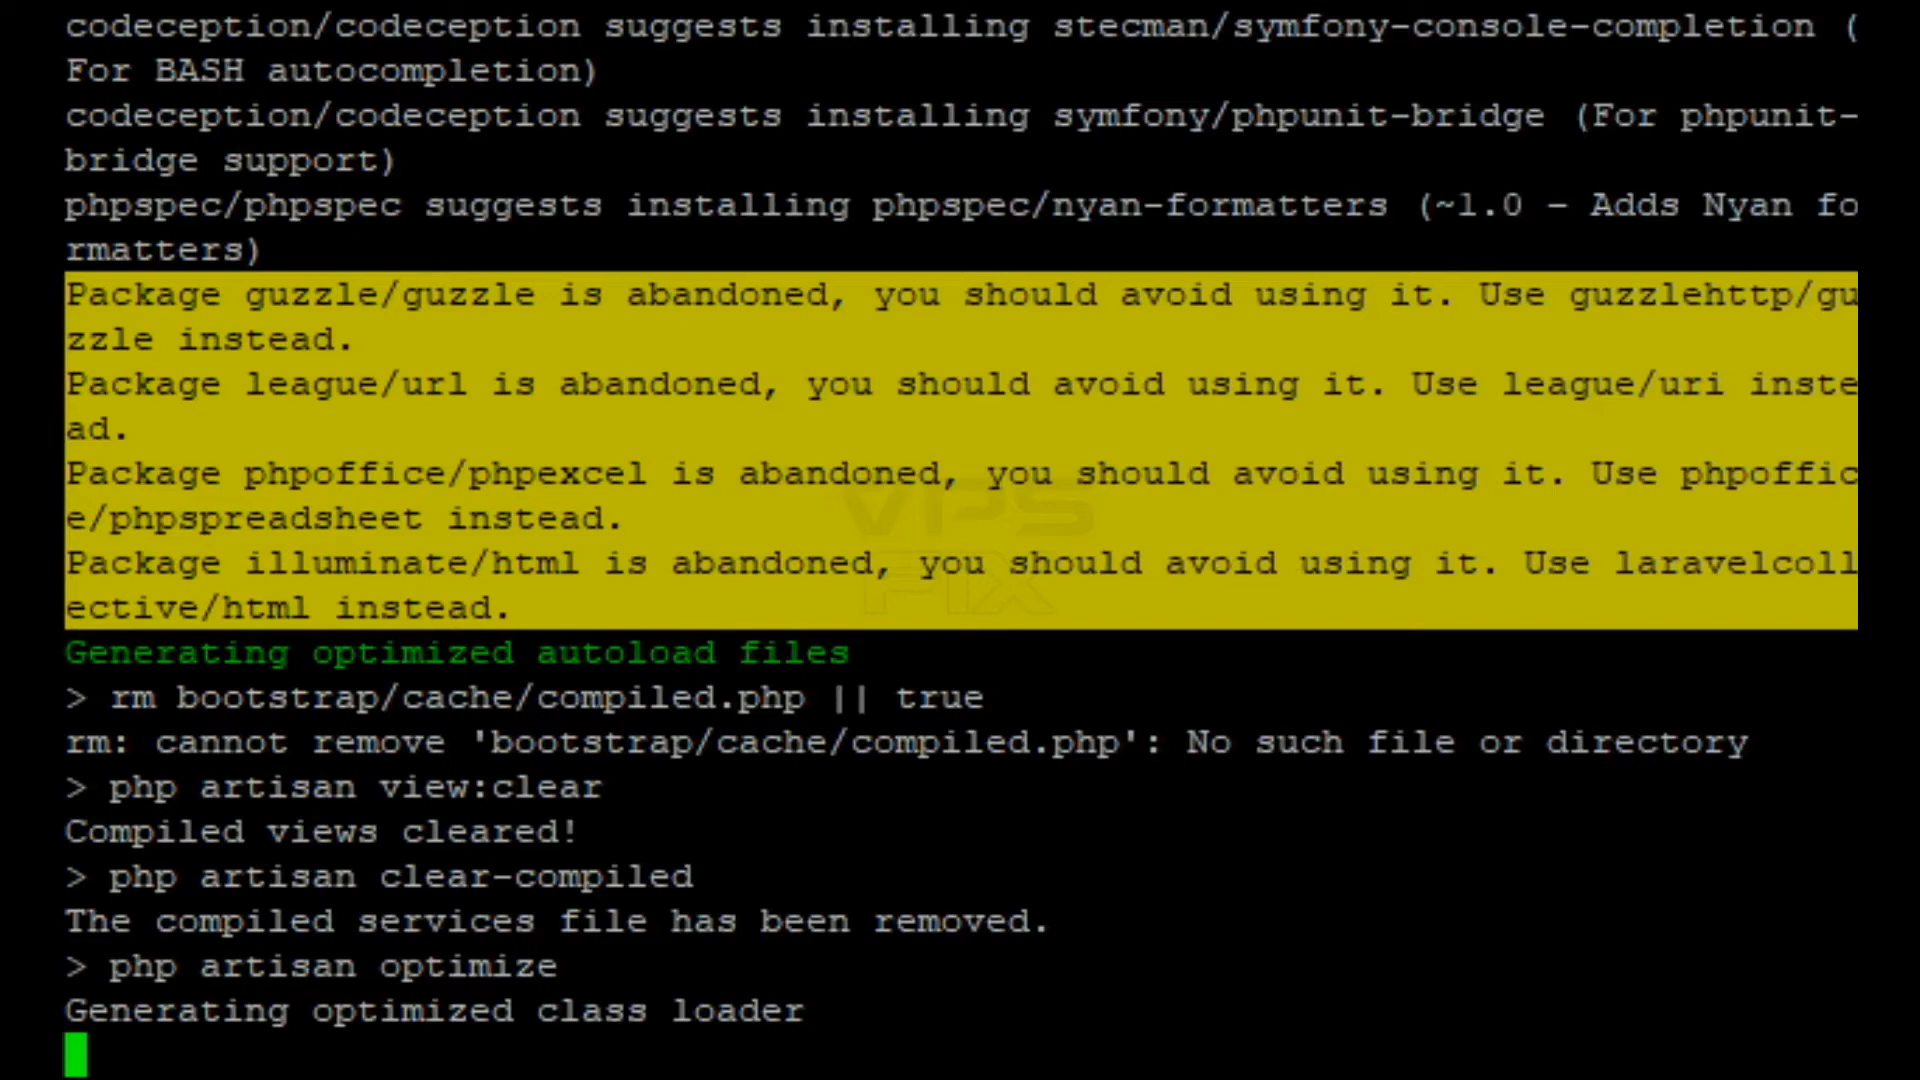 codeception/codeception suggests installing stecman/symfony-console-completion (
For BASH autocompletion)
codeception/codeception suggests installing symfony/phpunit-bridge (For phpunit-
bridge support)
phpspec/phpspec suggests installing phpspec/nyan-formatters (~1.0 – Adds Nyan fo
rmatters)
Package guzzle/guzzle is abandoned, you should avoid using it. Use guzzlehttp/gu
zzle instead.
Package league/url is abandoned, you should avoid using it. Use league/uri inste
ad.
Package phpoffice/phpexcel is abandoned, you should avoid using it. Use phpoffic
e/phpspreadsheet instead.
Package illuminate/html is abandoned, you should avoid using it. Use laravelcoll
ective/html instead.
VPS
FIX
Generating optimized autoload files
> rm bootstrap/cache/compiled.php || true
rm: cannot remove 'bootstrap/cache/compiled.php': No such file or directory
> php artisan view:clear
Compiled views cleared!
> php artisan clear-compiled
The compiled services file has been removed.
> php artisan optimize
Generating optimized class loader